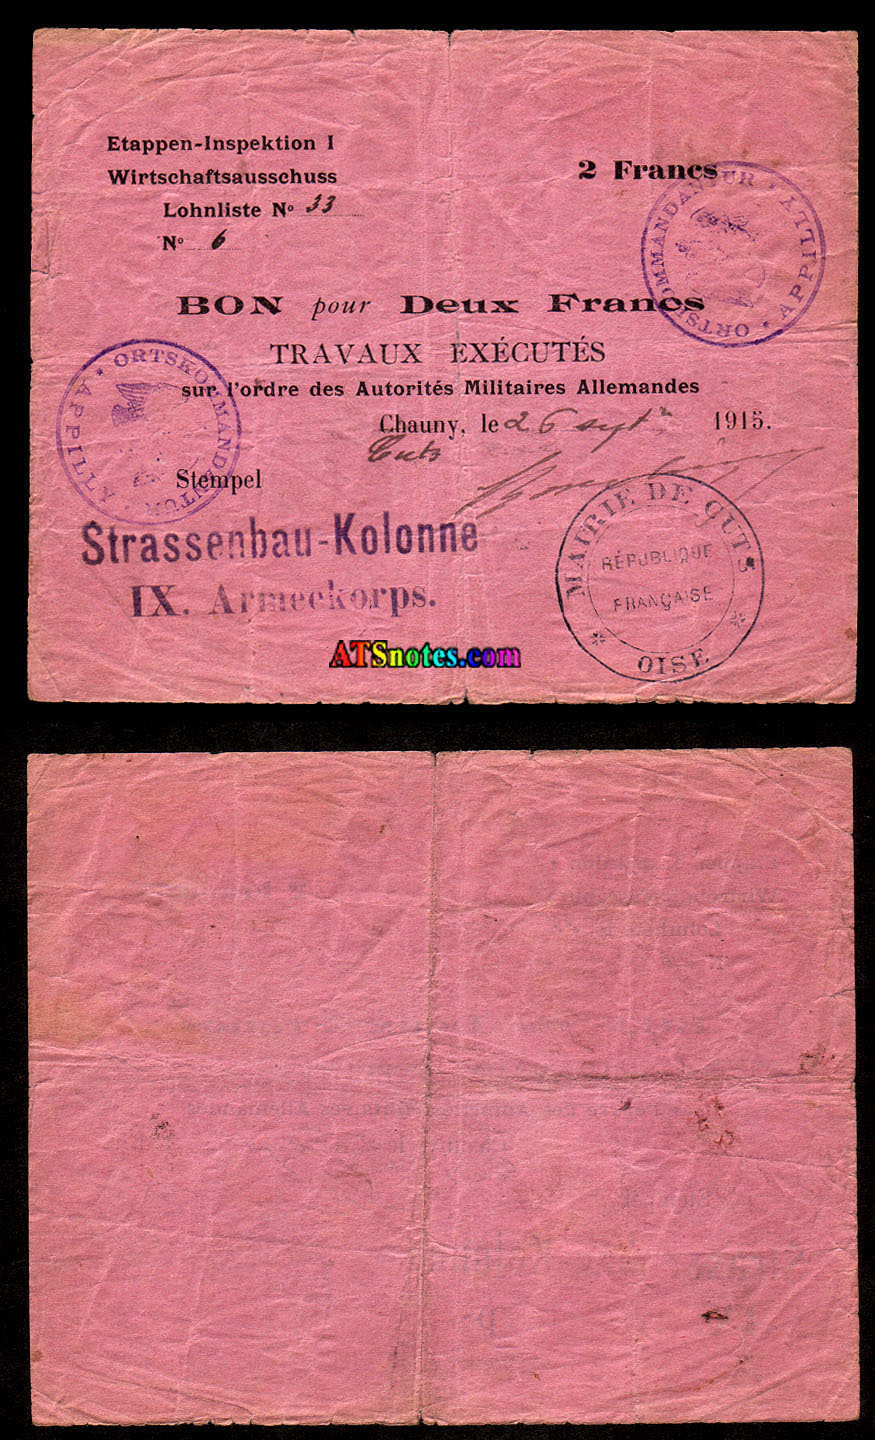 Etappen-Inspektion I
Wirtschaftsausschuss
Lohnliste Nº 33
Nº 6
2 Francs
ORTSKOMMANDANTUR * APPILLY *
BON pour Deux Francs
TRAVAUX EXÉCUTÉS
sur l'ordre des Autorités Militaires Allemandes
Chauny, le 26 sept 1915.
Cuts
ORTSKOMMANDANTUR * APPILLY *
Stempel
Strassenbau-Kolonne
IX. Armeekorps.
MAIRIE DE CUTS
RÉPUBLIQUE
FRANÇAISE
* OISE *
ATSnotes.com